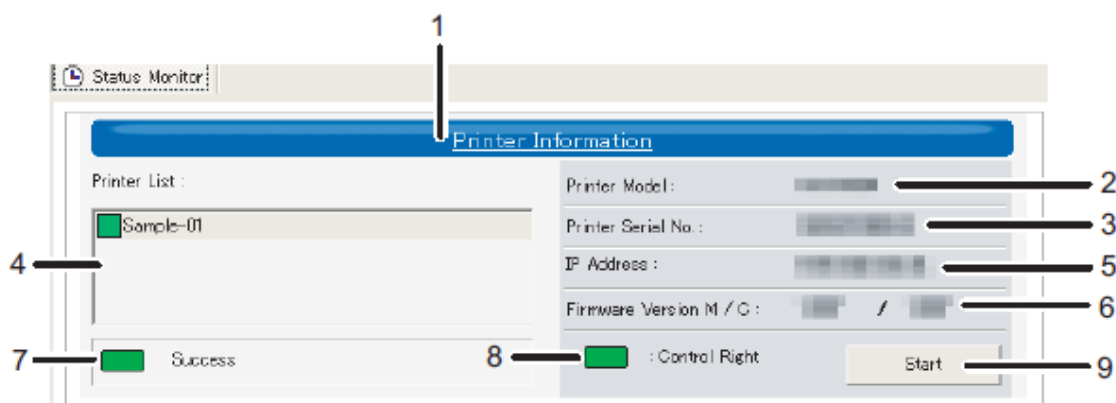 1
Status Monitor
Printer Information
Printer List :
Printer Model :
2
Sample-01
Printer Serial No. :
3
4
IP Address :
5
Firmware Version M / C :
/
6
7
Success
8
: Control Right
Start
9